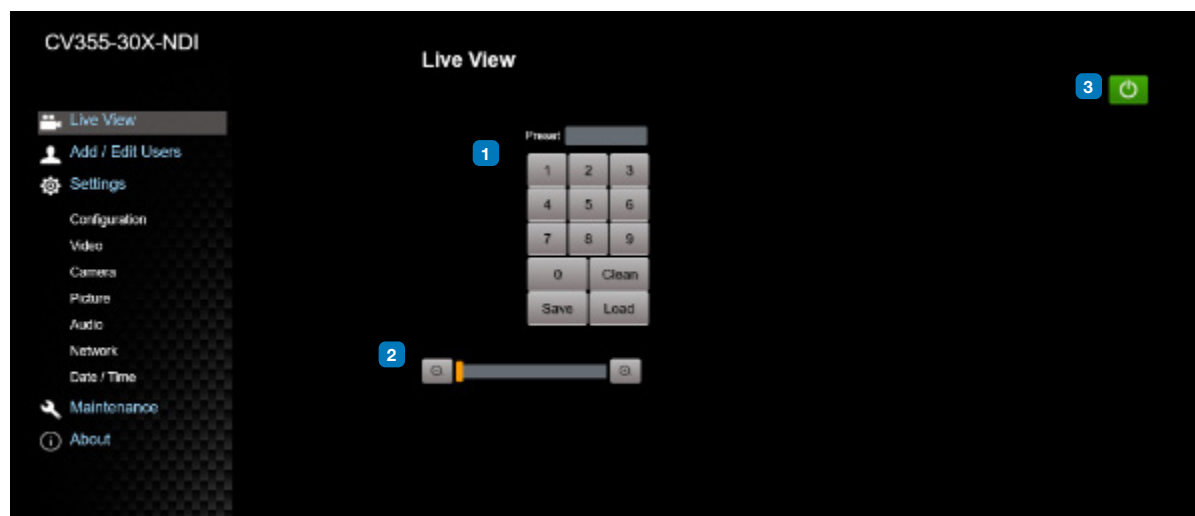 CV355-30X-NDI
Live View
3
Live View
Add / Edit Users
Settings
Configuration
Video
Camera
Picture
Audio
Network
Date / Time
Maintenance
About
1
Preset
1 2 3
4 5 6
7 8 9
0 Clean
Save Load
2